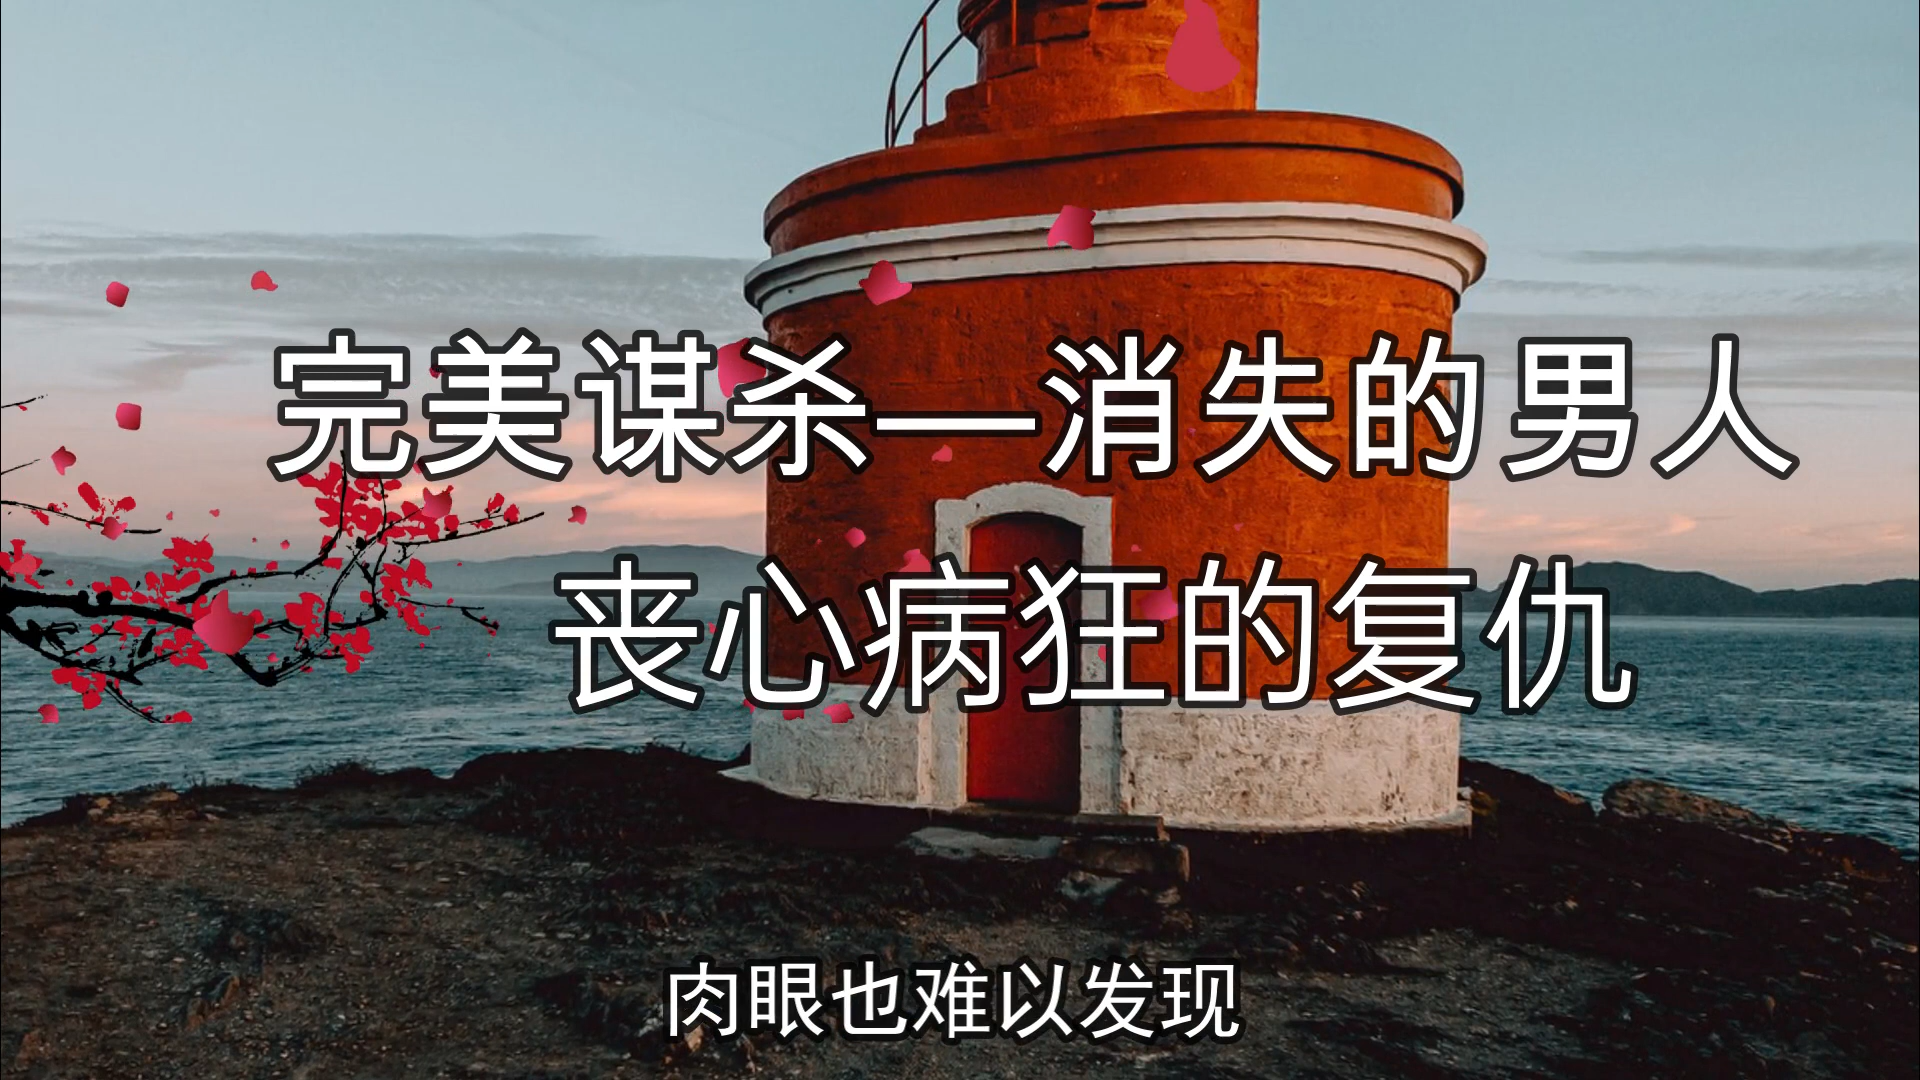 完美谋杀—消失的男人
丧心病狂的复仇
肉眼也难以发现